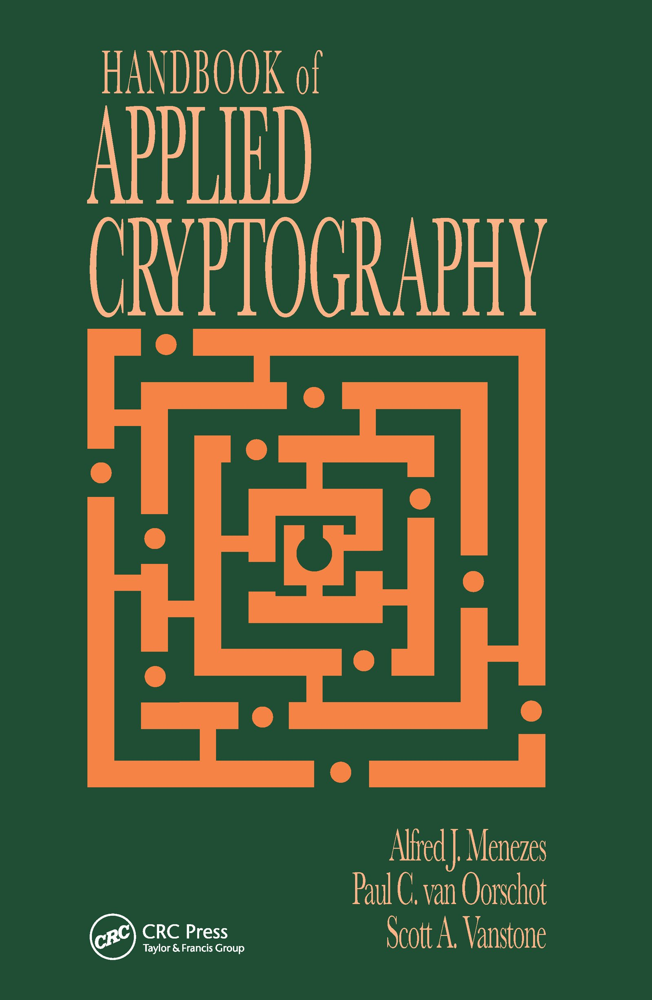 HANDBOOK of
APPLIED
CRYPTOGRAPHY
Alfred J. Menezes
Paul C. van Oorschot
Scott A. Vanstone
CRC
CRC Press
Taylor & Francis Group